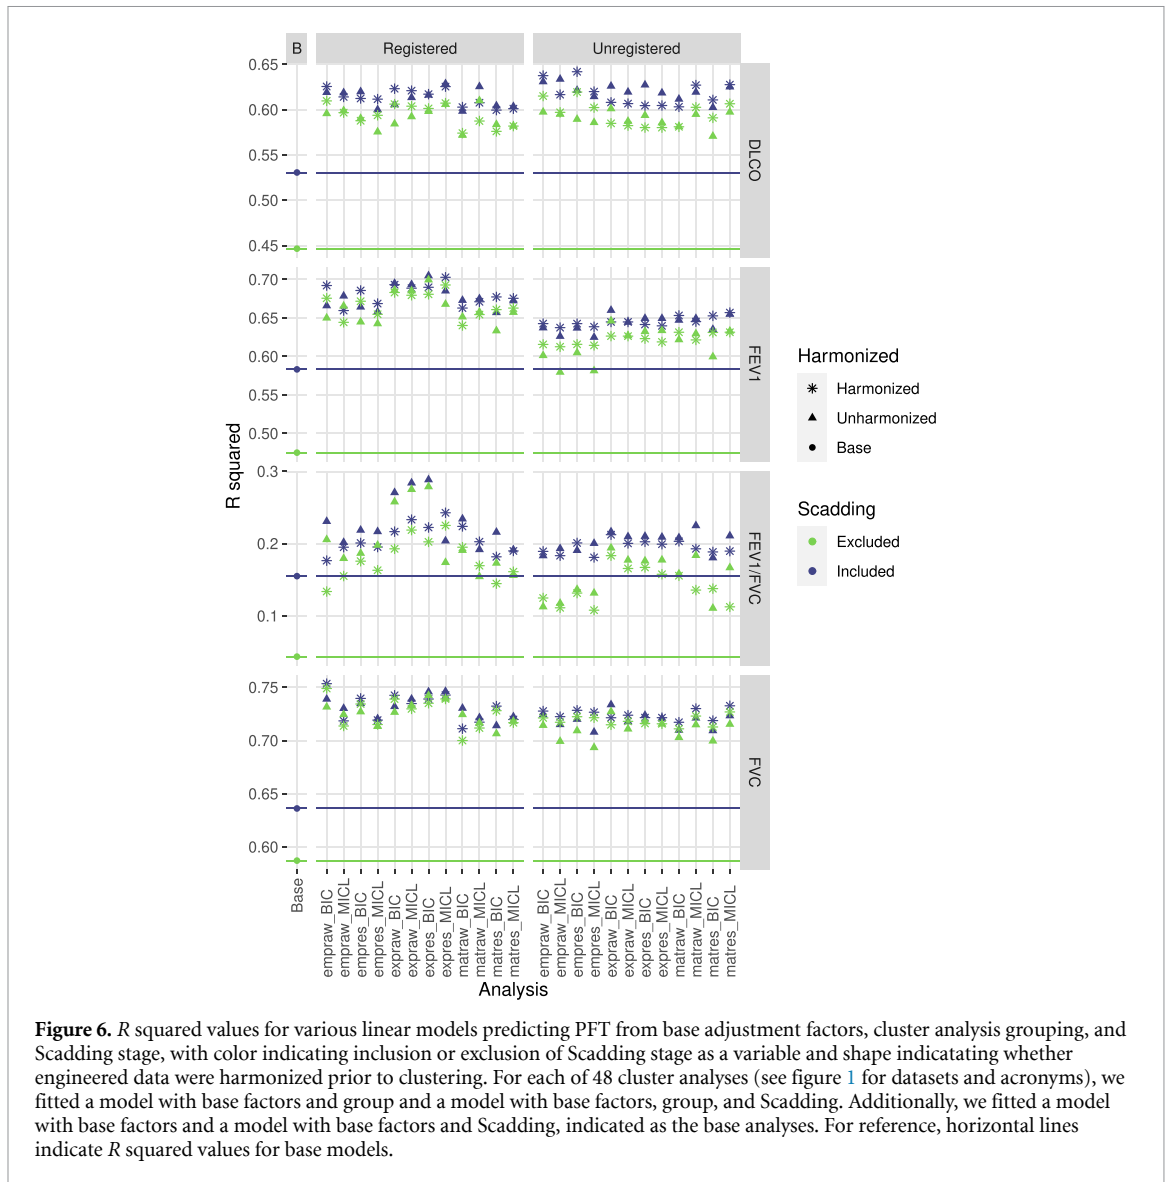 B Registered Unregistered
0.65
0.60
0.55
0.50
0.45
DLCO
0.70
0.65
0.60
0.55
0.50
FEV1
0.3
0.2
0.1
FEV1/FVC
0.75
0.70
0.65
0.60
FVC
R squared
Base
empraw_BIC
empraw_MICL
empres_BIC
empres_MICL
expraw_BIC
expraw_MICL
expres_BIC
expres_MICL
matraw_BIC
matraw_MICL
matres_BIC
matres_MICL
empraw_BIC
empraw_MICL
empres_BIC
empres_MICL
expraw_BIC
expraw_MICL
expres_BIC
expres_MICL
matraw_BIC
matraw_MICL
matres_BIC
matres_MICL
Analysis
Harmonized
Harmonized
Unharmonized
Base
Scadding
Excluded
Included
Figure 6. R squared values for various linear models predicting PFT from base adjustment factors, cluster analysis grouping, and
Scadding stage, with color indicating inclusion or exclusion of Scadding stage as a variable and shape indicatating whether
engineered data were harmonized prior to clustering. For each of 48 cluster analyses (see figure 1 for datasets and acronyms), we
fitted a model with base factors and group and a model with base factors, group, and Scadding. Additionally, we fitted a model
with base factors and a model with base factors and Scadding, indicated as the base analyses. For reference, horizontal lines
indicate R squared values for base models.